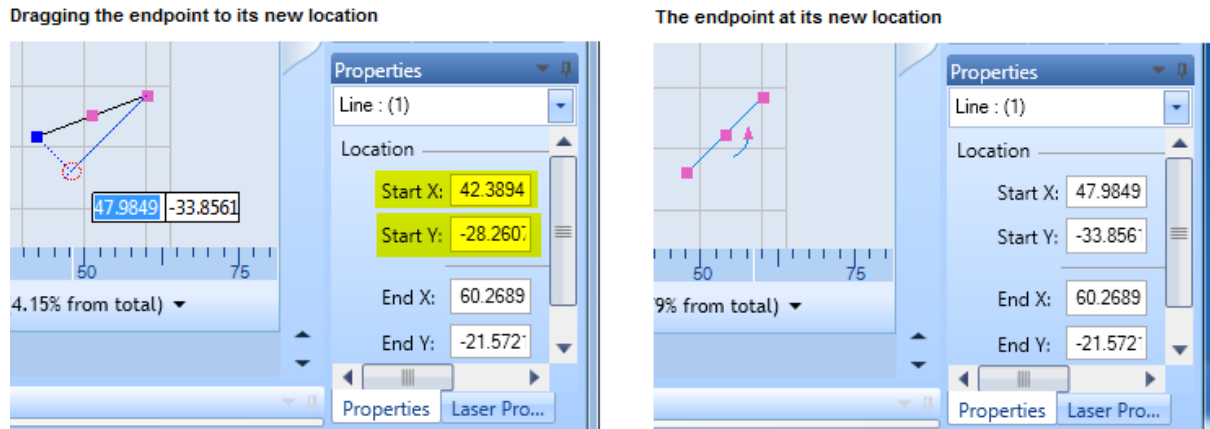 Dragging the endpoint to its new location
Properties
Line : (1)
Location
Start X: 42.3894
Start Y: -28.2607
47.9849 -33.8561
50 75
End X: 60.2689
4.15% from total)
End Y: -21.572
Properties Laser Pro...
The endpoint at its new location
Properties
Line : (1)
Location
Start X: 47.9849
Start Y: -33.856
50 75
End X: 60.2689
9% from total)
End Y: -21.572
Properties Laser Pro...